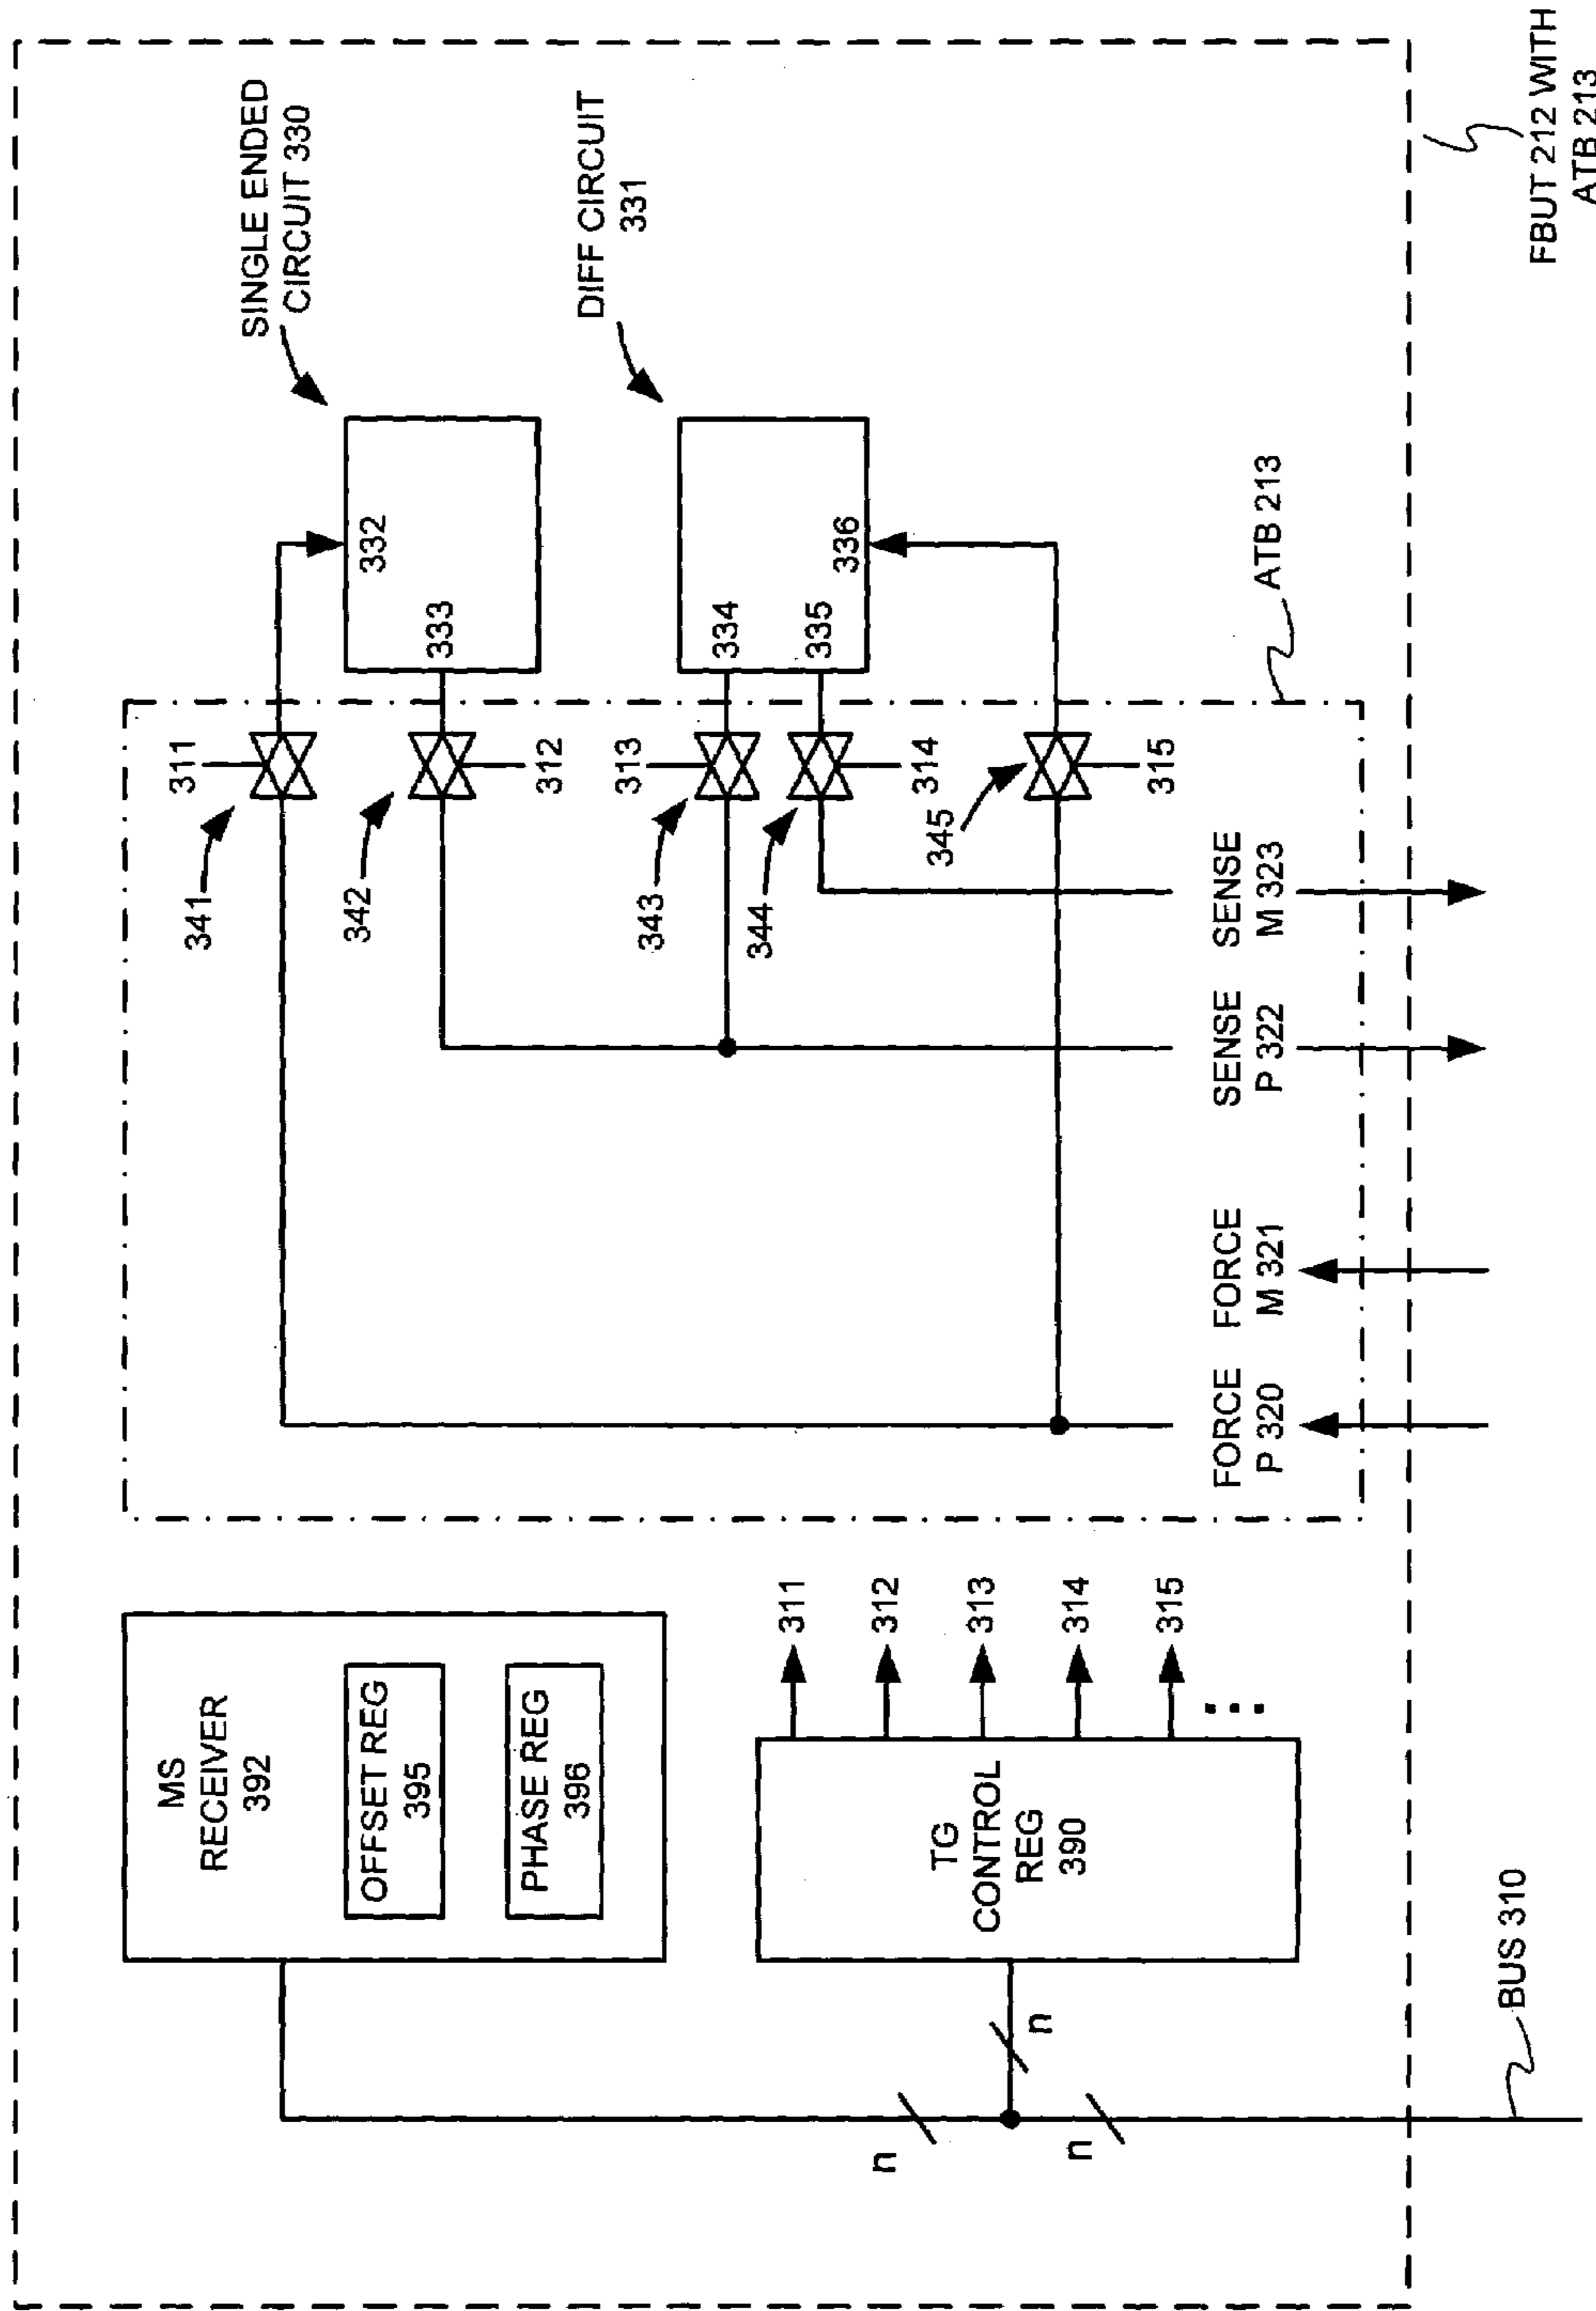 MS
RECEIVER
392
OFFSET REG
395
PHASE REG
396
TG
CONTROL
REG
390
311
312
313
314
315
...
n
n
n
BUS 310
341
311
342
312
343
313
344
314
345
315
FORCE
P 320
FORCE
M 321
SENSE
P 322
SENSE
M 323
332
333
SINGLE ENDED
CIRCUIT 330
334
335
336
DIFF CIRCUIT
331
ATB 213
FBUT 212 WITH
ATB 213